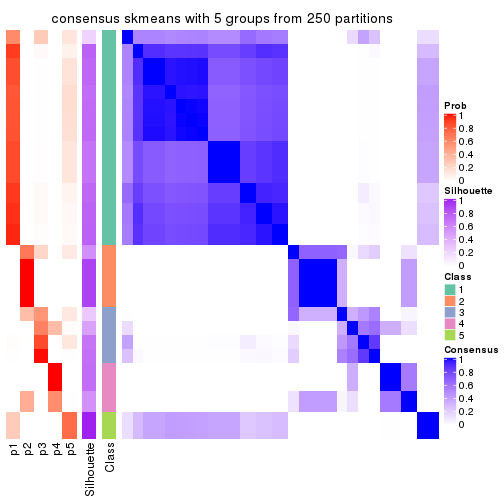 consensus skmeans with 5 groups from 250 partitions
Prob
1
0.8
0.6
0.4
0.2
0
Silhouette
1
0.8
0.6
0.4
0.2
0
Class
1
2
3
4
5
Consensus
1
0.8
0.6
0.4
0.2
0
p1
p2
p3
p4
p5
Silhouette
Class